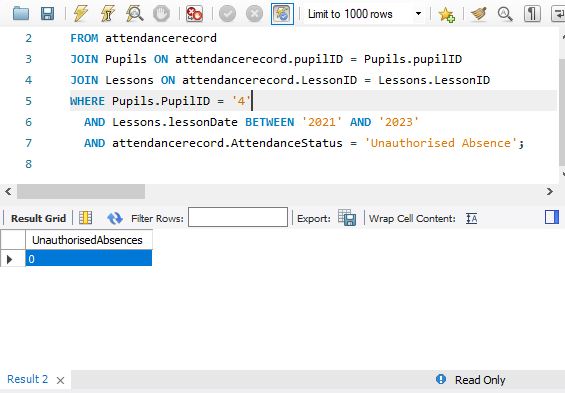 Limit to 1000 rows
2 FROM attendancerecord
3 JOIN Pupils ON attendancerecord.pupilID = Pupils.pupilID
4 JOIN Lessons ON attendancerecord.LessonID = Lessons.LessonID
5 WHERE Pupils.PupilID = '4'
6 AND Lessons.lessonDate BETWEEN '2021' AND '2023'
7 AND attendancerecord.AttendanceStatus = 'Unauthorised Absence';
8
Result Grid Filter Rows: Export: Wrap Cell Content: IA
UnauthorisedAbsences
0
Result 2 × Read Only